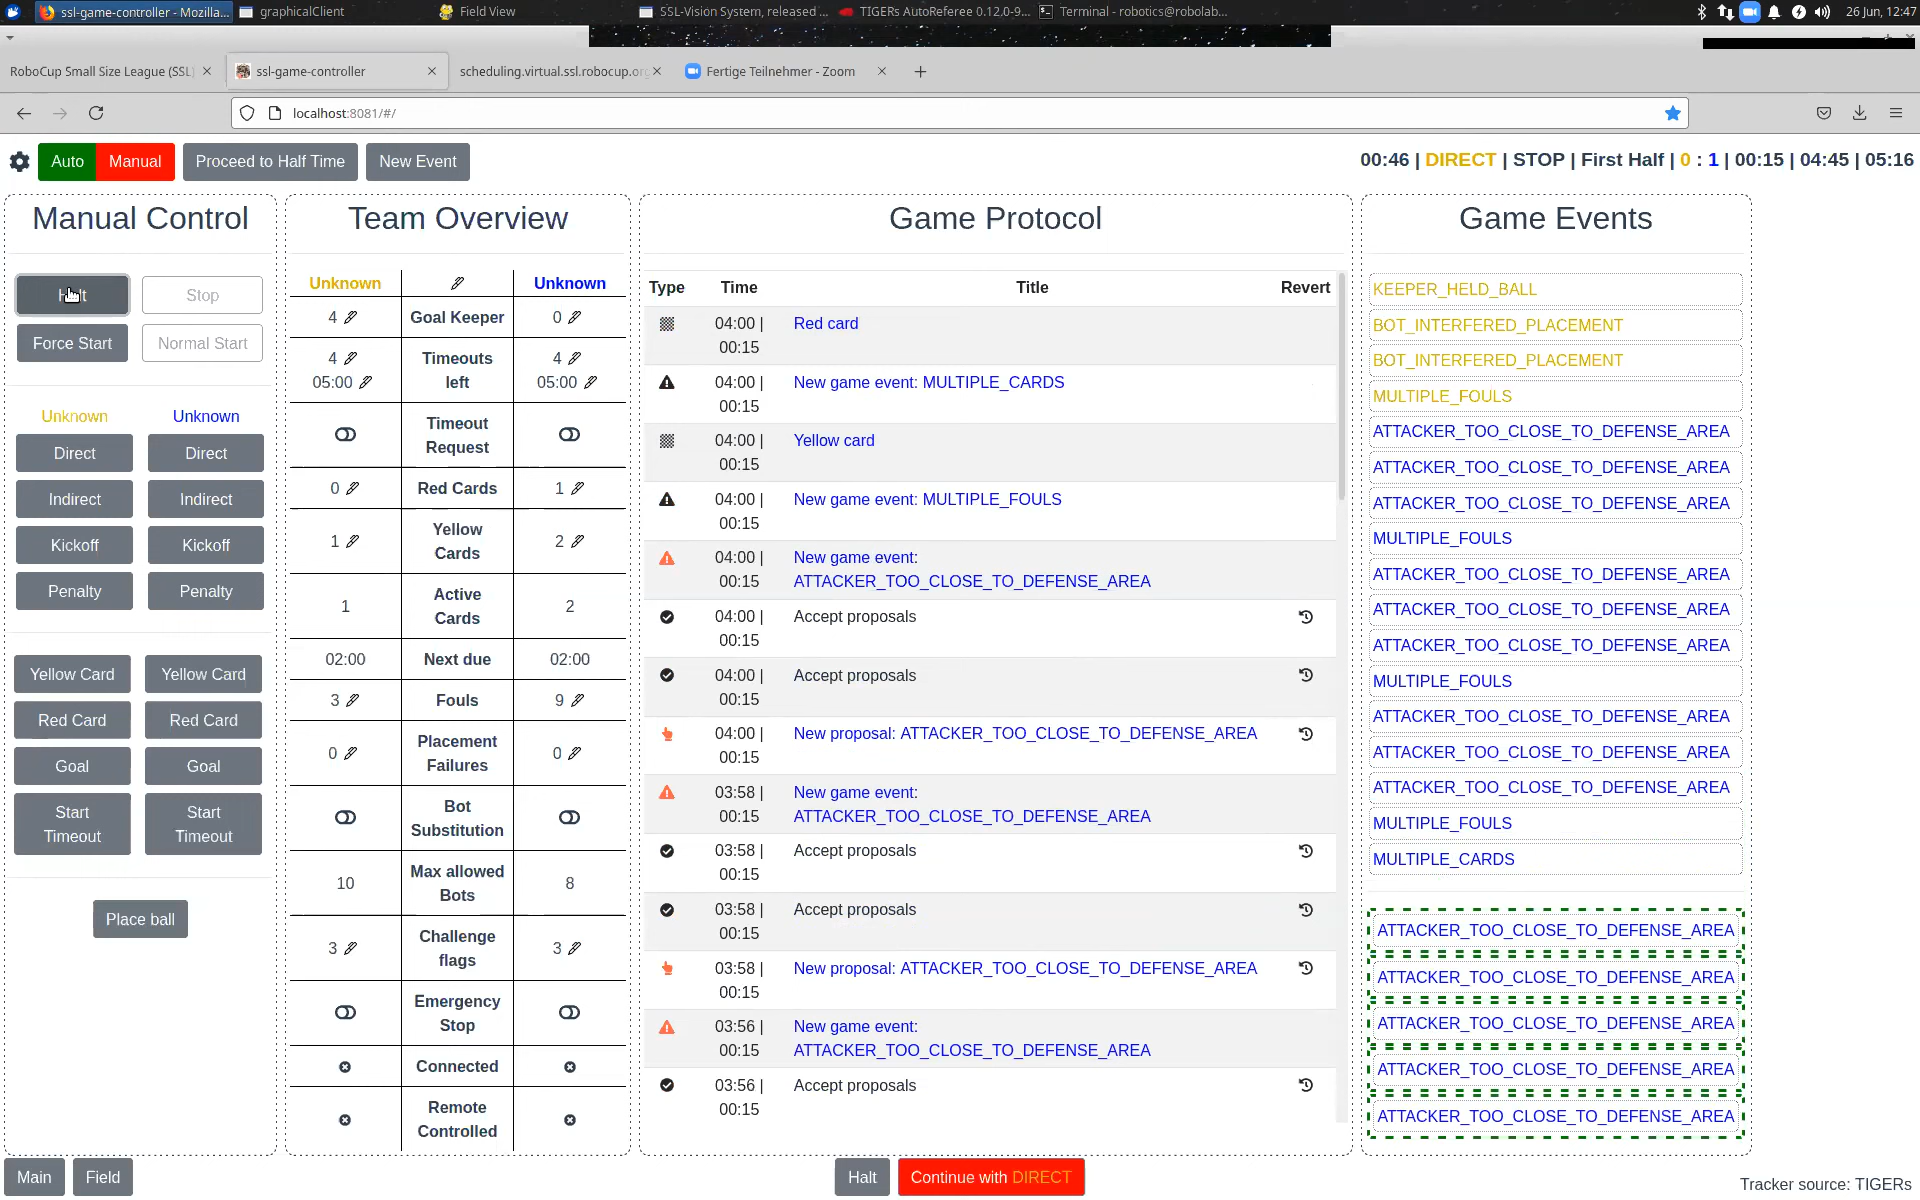 ssl-game-controller - Mozilla...
graphicalClient
Field View
SSL-Vision System, released ...
TIGERs AutoReferee 0.12.0-9...
Terminal - robotics@robolab...
26 Jun, 12:47
RoboCup Small Size League (SSL)
ssl-game-controller
scheduling.virtual.ssl.robocup.org
Fertige Teilnehmer - Zoom
localhost:8081/#/
Auto
Manual
Proceed to Half Time
New Event
00:46 | DIRECT | STOP | First Half | 0 : 1 | 00:15 | 04:45 | 05:16
Manual Control
Halt
Stop
Force Start
Normal Start
Unknown Unknown
Direct Direct
Indirect Indirect
Kickoff Kickoff
Penalty Penalty
Yellow Card Yellow Card
Red Card Red Card
Goal Goal
Start Timeout Start Timeout
Place ball
Team Overview
Unknown Unknown
4 Goal Keeper 0
4 05:00 Timeouts left 4 05:00
Timeout Request
0 Red Cards 1
1 Yellow Cards 2
1 Active Cards 2
02:00 Next due 02:00
3 Fouls 9
0 Placement Failures 0
Bot Substitution
10 Max allowed Bots 8
3 Challenge flags 3
Emergency Stop
Connected
Remote Controlled
Game Protocol
Type Time Title Revert
04:00 | 00:15 Red card
04:00 | 00:15 New game event: MULTIPLE_CARDS
04:00 | 00:15 Yellow card
04:00 | 00:15 New game event: MULTIPLE_FOULS
04:00 | 00:15 New game event: ATTACKER_TOO_CLOSE_TO_DEFENSE_AREA
04:00 | 00:15 Accept proposals
04:00 | 00:15 Accept proposals
04:00 | 00:15 New proposal: ATTACKER_TOO_CLOSE_TO_DEFENSE_AREA
03:58 | 00:15 New game event: ATTACKER_TOO_CLOSE_TO_DEFENSE_AREA
03:58 | 00:15 Accept proposals
03:58 | 00:15 Accept proposals
03:58 | 00:15 New proposal: ATTACKER_TOO_CLOSE_TO_DEFENSE_AREA
03:56 | 00:15 New game event: ATTACKER_TOO_CLOSE_TO_DEFENSE_AREA
03:56 | 00:15 Accept proposals
Game Events
KEEPER_HELD_BALL
BOT_INTERFERED_PLACEMENT
BOT_INTERFERED_PLACEMENT
MULTIPLE_FOULS
ATTACKER_TOO_CLOSE_TO_DEFENSE_AREA
ATTACKER_TOO_CLOSE_TO_DEFENSE_AREA
ATTACKER_TOO_CLOSE_TO_DEFENSE_AREA
MULTIPLE_FOULS
ATTACKER_TOO_CLOSE_TO_DEFENSE_AREA
ATTACKER_TOO_CLOSE_TO_DEFENSE_AREA
ATTACKER_TOO_CLOSE_TO_DEFENSE_AREA
MULTIPLE_FOULS
ATTACKER_TOO_CLOSE_TO_DEFENSE_AREA
ATTACKER_TOO_CLOSE_TO_DEFENSE_AREA
ATTACKER_TOO_CLOSE_TO_DEFENSE_AREA
MULTIPLE_FOULS
MULTIPLE_CARDS
ATTACKER_TOO_CLOSE_TO_DEFENSE_AREA
ATTACKER_TOO_CLOSE_TO_DEFENSE_AREA
ATTACKER_TOO_CLOSE_TO_DEFENSE_AREA
ATTACKER_TOO_CLOSE_TO_DEFENSE_AREA
ATTACKER_TOO_CLOSE_TO_DEFENSE_AREA
Main
Field
Halt
Continue with DIRECT
Tracker source: TIGERs